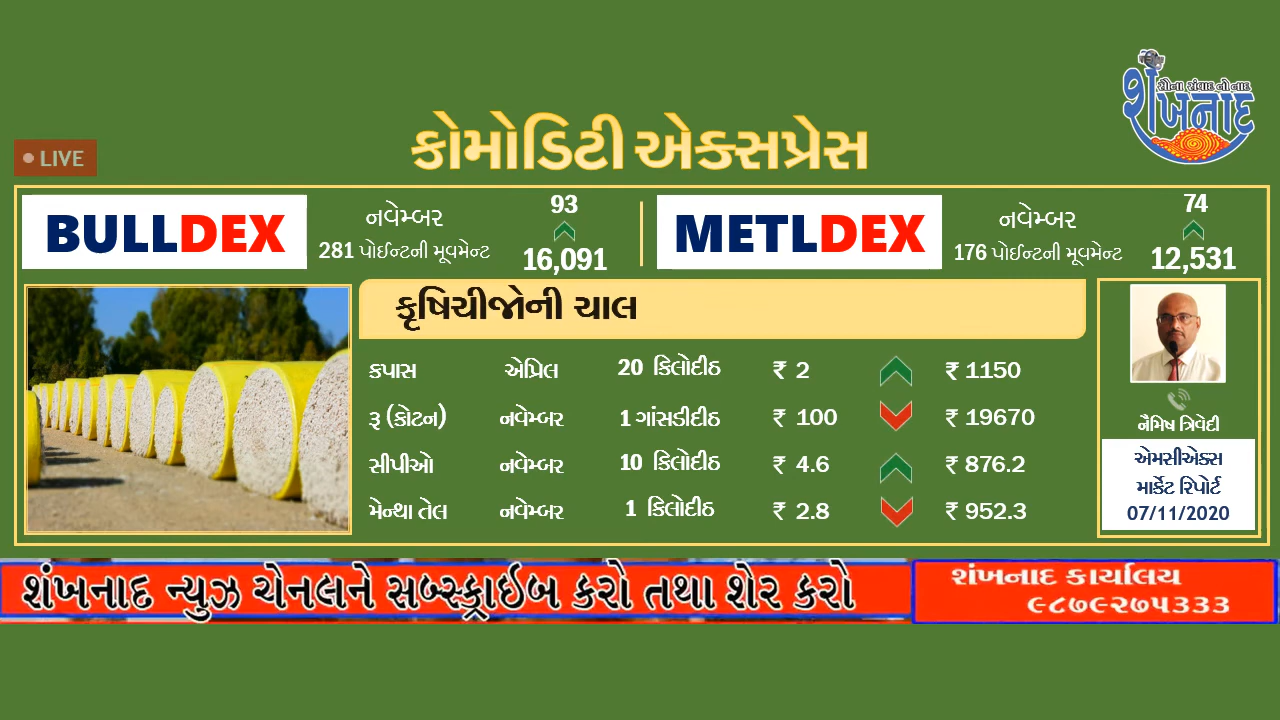 સૌના સંવાદ નો નાદ
શંખનાદ
કોમોડિટી એક્સપ્રેસ
LIVE
BULLDEX
નવેમ્બર
281 પોઈન્ટની મૂવમેન્ટ
93
16,091
METLDEX
નવેમ્બર
176 પોઈન્ટની મૂવમેન્ટ
74
12,531
કૃષિચીજોની ચાલ
કપાસ એપ્રિલ 20 કિલોદીઠ ₹ 2 ₹ 1150
રૂ (કોટન) નવેમ્બર 1 ગાંસડીદીઠ ₹ 100 ₹ 19670
સીપીઓ નવેમ્બર 10 કિલોદીઠ ₹ 4.6 ₹ 876.2
મેન્થા તેલ નવેમ્બર 1 કિલોદીઠ ₹ 2.8 ₹ 952.3
નૈમિષ ત્રિવેદી
એમસીએક્સ
માર્કેટ રિપોર્ટ
07/11/2020
શંખનાદ ન્યુઝ ચેનલને સબ્સ્ક્રાઇબ કરો તથા શેર કરો
શંખનાદ કાર્યાલય
૯૮૭૯૨૭૫૩૩૩